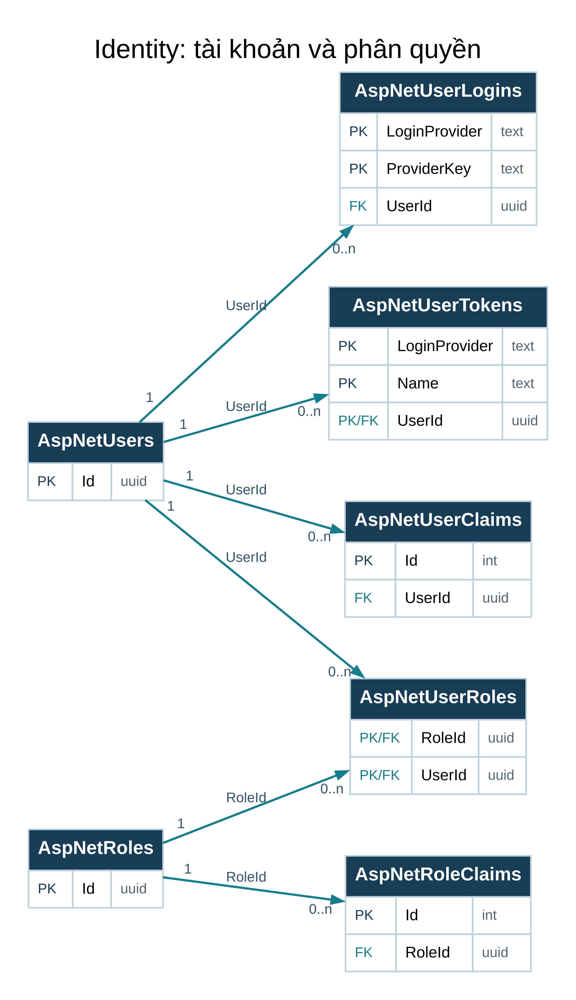 Identity: tài khoản và phân quyền
AspNetUserLogins
PK LoginProvider text
PK ProviderKey text
FK UserId uuid
0..n
UserId
1
AspNetUserTokens
PK LoginProvider text
PK Name text
PK/FK UserId uuid
0..n
UserId
1
AspNetUsers
PK Id uuid
1
UserId
0..n
AspNetUserClaims
PK Id int
FK UserId uuid
1
UserId
0..n
AspNetUserRoles
PK/FK RoleId uuid
PK/FK UserId uuid
0..n
RoleId
1
AspNetRoles
PK Id uuid
1
RoleId
0..n
AspNetRoleClaims
PK Id int
FK RoleId uuid